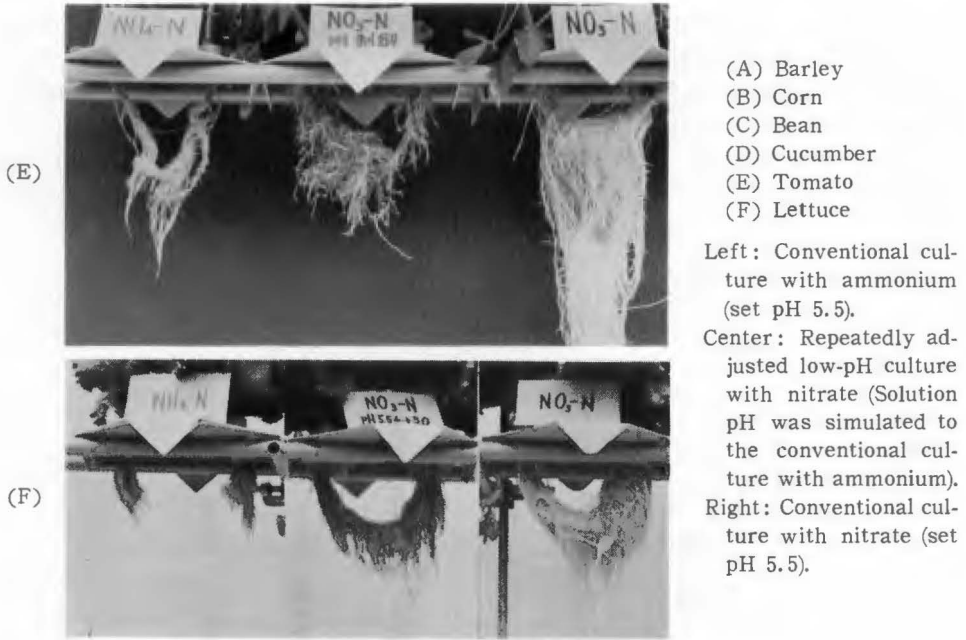 NH₄-N
NO₃-N
NO₃-N
(E)
NH₄-N
NO₃-N
NO₃-N
(F)
(A) Barley
(B) Corn
(C) Bean
(D) Cucumber
(E) Tomato
(F) Lettuce
Left: Conventional cul-
ture with ammonium
(set pH 5.5).
Center: Repeatedly ad-
justed low-pH culture
with nitrate (Solution
pH was simulated to
the conventional cul-
ture with ammonium).
Right: Conventional cul-
ture with nitrate (set
pH 5.5).